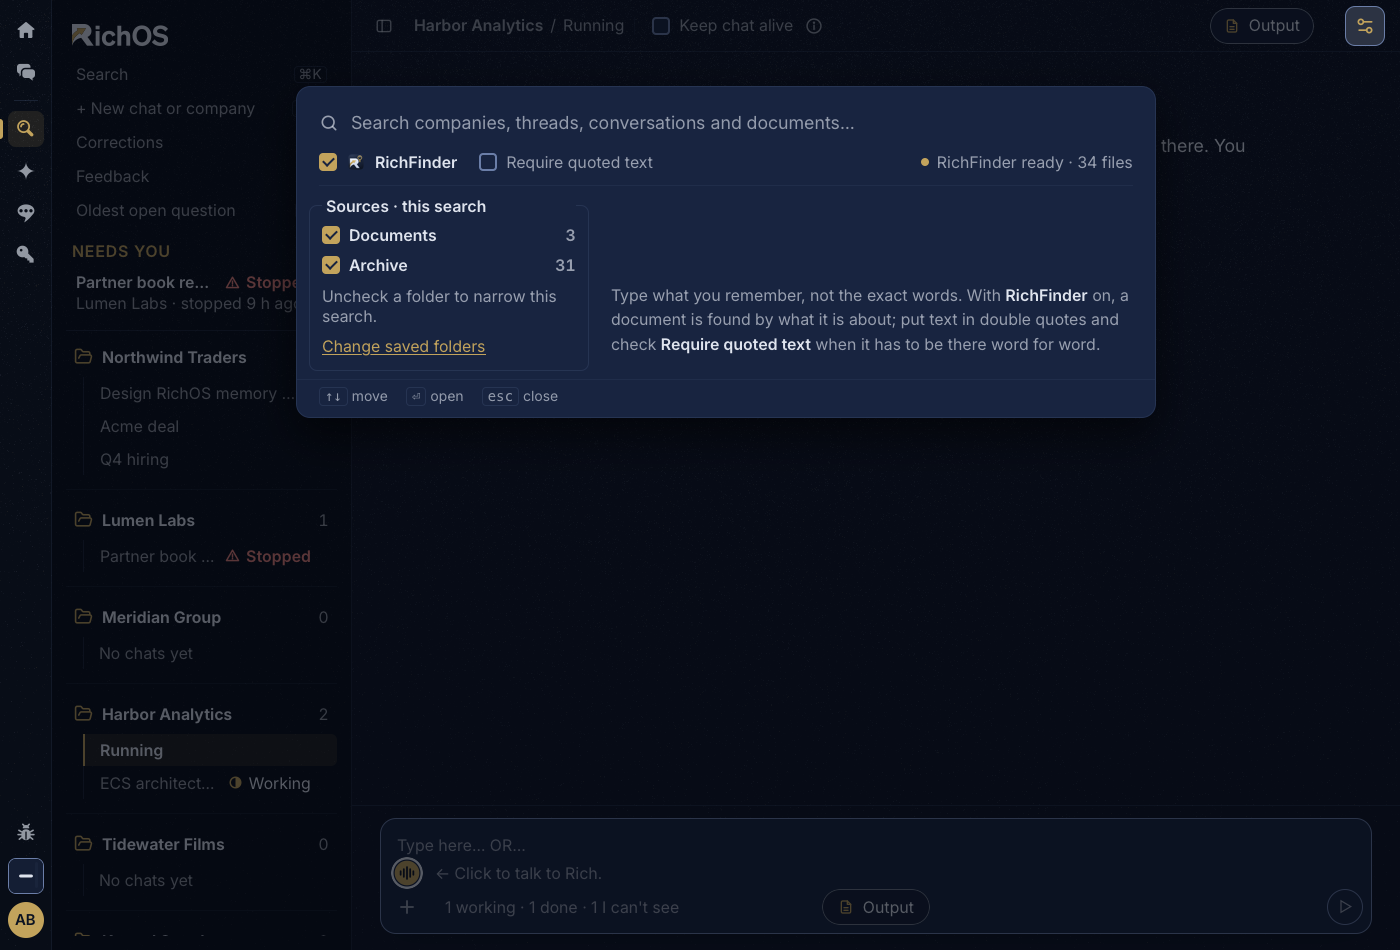 RichOS
Search ⌘K
+ New chat or company
Corrections
Feedback
Oldest open question
NEEDS YOU
Partner book re... Stoppe
Lumen Labs · stopped 9 h ago
Northwind Traders
Design RichOS memory ...
Acme deal
Q4 hiring
Lumen Labs 1
Partner book ... Stopped
Meridian Group 0
No chats yet
Harbor Analytics 2
Running
ECS architect... Working
Tidewater Films 0
No chats yet
AB
Harbor Analytics / Running Keep chat alive Output
there. You
Search companies, threads, conversations and documents...
RichFinder Require quoted text RichFinder ready · 34 files
Sources · this search
Documents 3
Archive 31
Uncheck a folder to narrow this
search.
Change saved folders
Type what you remember, not the exact words. With RichFinder on, a
document is found by what it is about; put text in double quotes and
check Require quoted text when it has to be there word for word.
↑↓ move ⏎ open esc close
Type here... OR...
← Click to talk to Rich.
1 working · 1 done · 1 I can't see Output